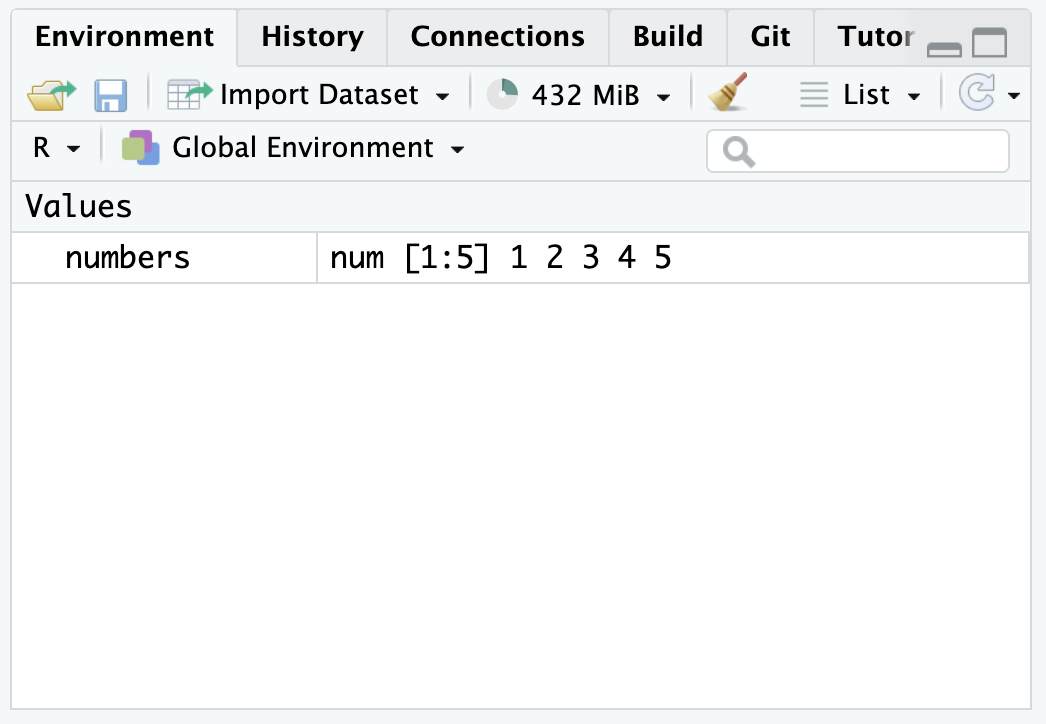 Environment History Connections Build Git Tutor
Import Dataset 432 MiB List
R Global Environment
Values
numbers num [1:5] 1 2 3 4 5